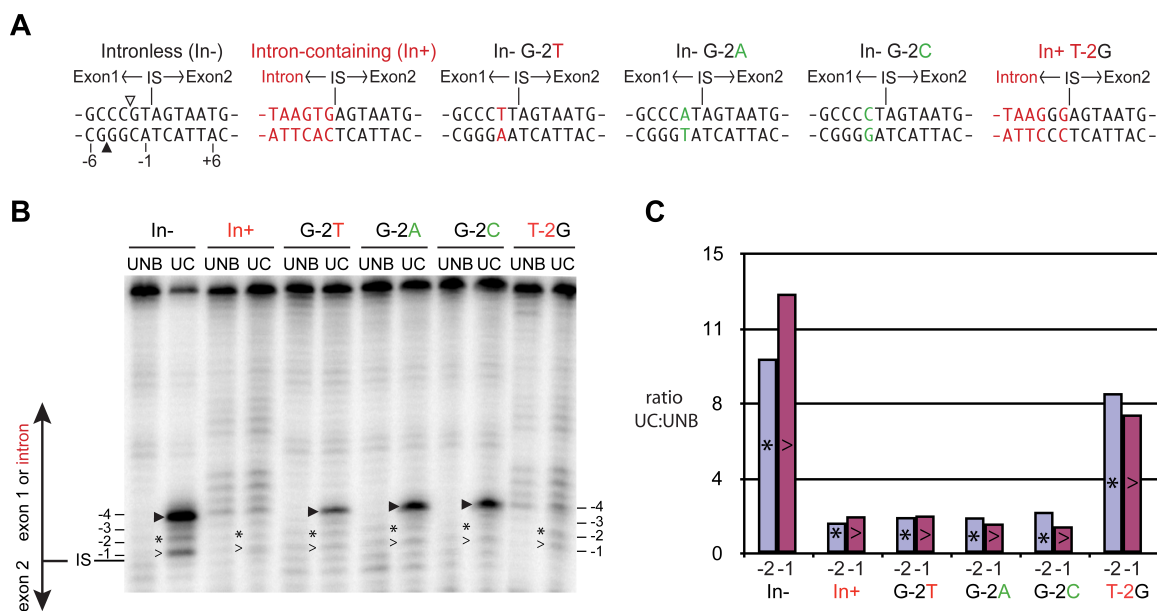 A
Intronless (In-)
Exon1 IS Exon2
-GCCCGTAGTAATG-
-CGGGCATCATTAC-
-6 -1 +6
Intron-containing (In+)
Intron IS Exon2
-TAAGTGAGTAATG-
-ATTCACTCATTAC-
In- G-2T
Exon1 IS Exon2
-GCCCTTAGTAATG-
-CGGGAATCATTAC-
In- G-2A
Exon1 IS Exon2
-GCCCATAGTAATG-
-CGGGTATCATTAC-
In- G-2C
Exon1 IS Exon2
-GCCCCTAGTAATG-
-CGGGGATCATTAC-
In+ T-2G
Intron IS Exon2
-TAAGGGAGTAATG-
-ATTCCCTCATTAC-
B
In- In+ G-2T G-2A G-2C T-2G
UNB UC UNB UC UNB UC UNB UC UNB UC UNB UC
exon 1 or intron
exon 2
IS
-4
-3
* * * * * *
-2
> > > > > >
-1
-4
-3
-2
-1
C
ratio
UC:UNB
15
11
8
4
0
* > * > * > * > * > * >
-2 -1 -2 -1 -2 -1 -2 -1 -2 -1 -2 -1
In- In+ G-2T G-2A G-2C T-2G